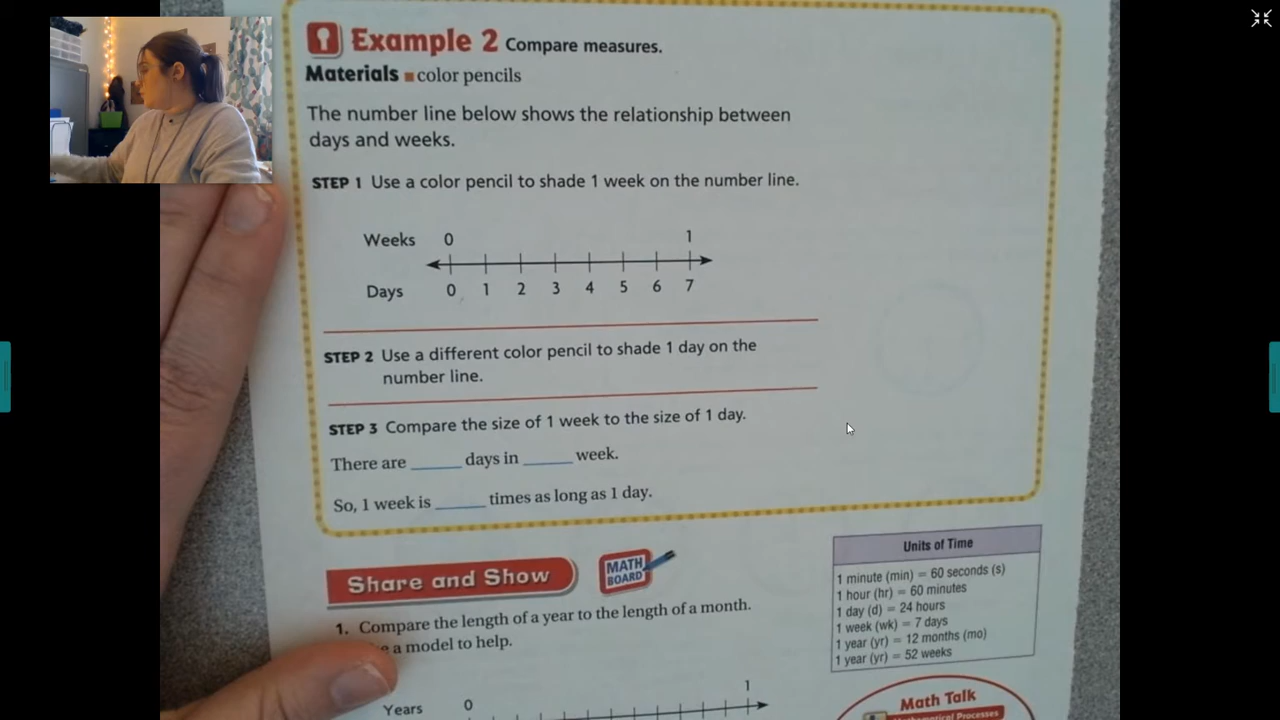 Example 2 Compare measures.
Materials ■ color pencils
The number line below shows the relationship between
days and weeks.
STEP 1 Use a color pencil to shade 1 week on the number line.
Weeks 0 1
Days 0 1 2 3 4 5 6 7
STEP 2 Use a different color pencil to shade 1 day on the
number line.
STEP 3 Compare the size of 1 week to the size of 1 day.
There are _____ days in _____ week.
So, 1 week is _____ times as long as 1 day.
Share and Show
MATH
BOARD
1. Compare the length of a year to the length of a month.
a model to help.
Years 0 1
Units of Time
1 minute (min) = 60 seconds (s)
1 hour (hr) = 60 minutes
1 day (d) = 24 hours
1 week (wk) = 7 days
1 year (yr) = 12 months (mo)
1 year (yr) = 52 weeks
Math Talk
Mathematical Processes